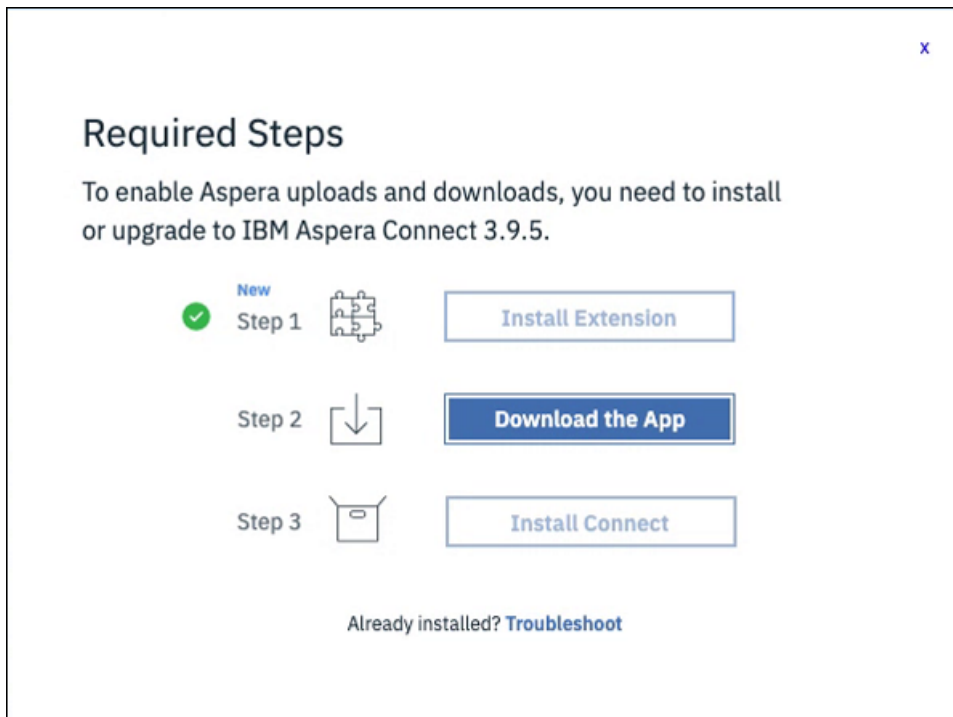 x
Required Steps
To enable Aspera uploads and downloads, you need to install
or upgrade to IBM Aspera Connect 3.9.5.
New
Step 1 Install Extension
Step 2 Download the App
Step 3 Install Connect
Already installed? Troubleshoot